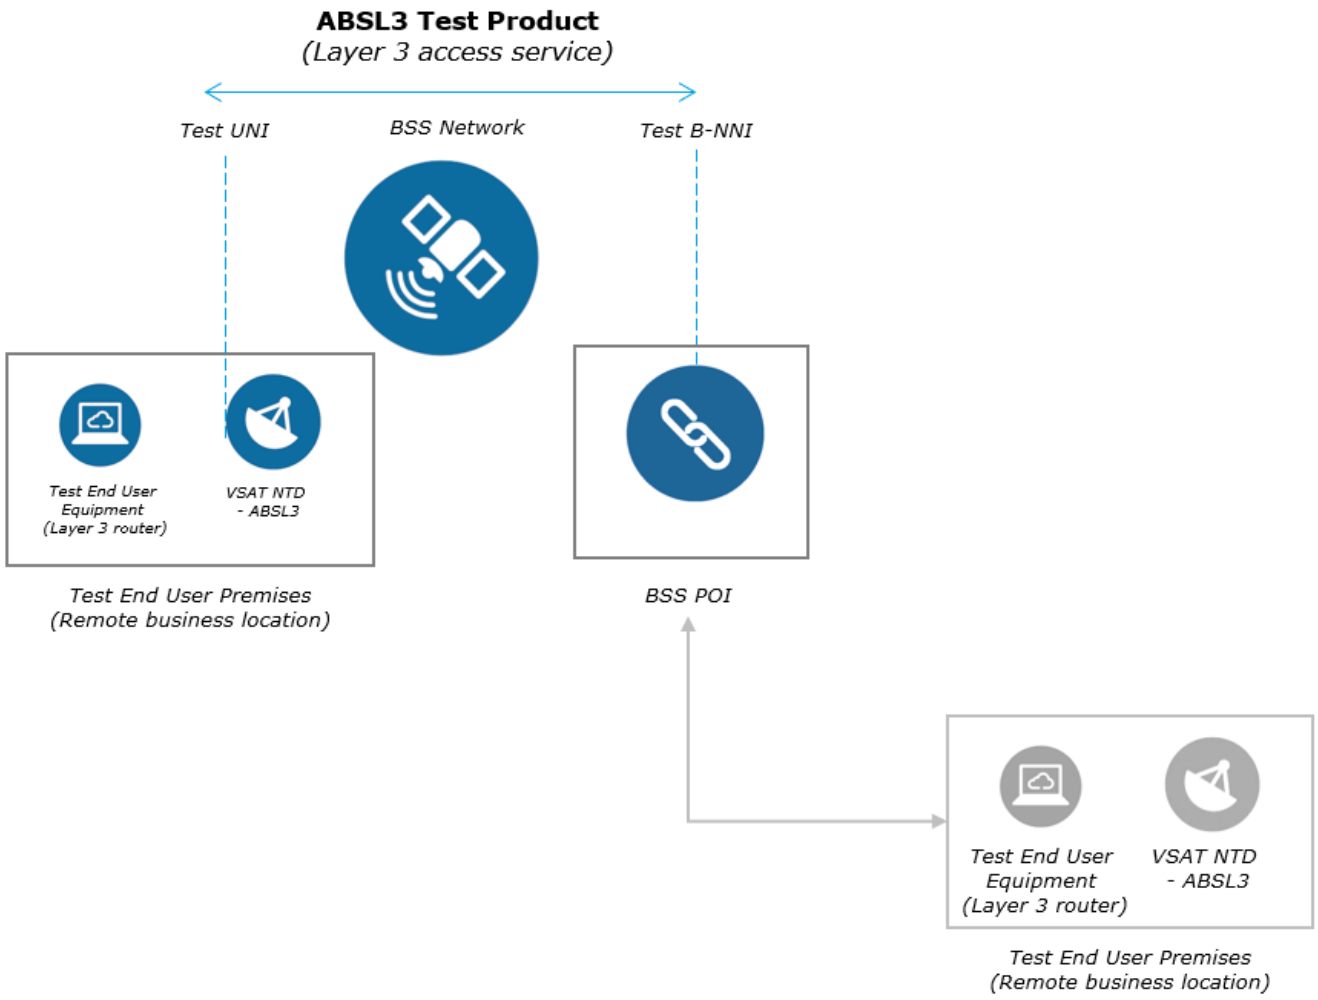 ABSL3 Test Product
(Layer 3 access service)
Test UNI
BSS Network
Test B-NNI
Test End User
Equipment
(Layer 3 router)
VSAT NTD
- ABSL3
Test End User Premises
(Remote business location)
BSS POI
Test End User
Equipment
(Layer 3 router)
VSAT NTD
- ABSL3
Test End User Premises
(Remote business location)